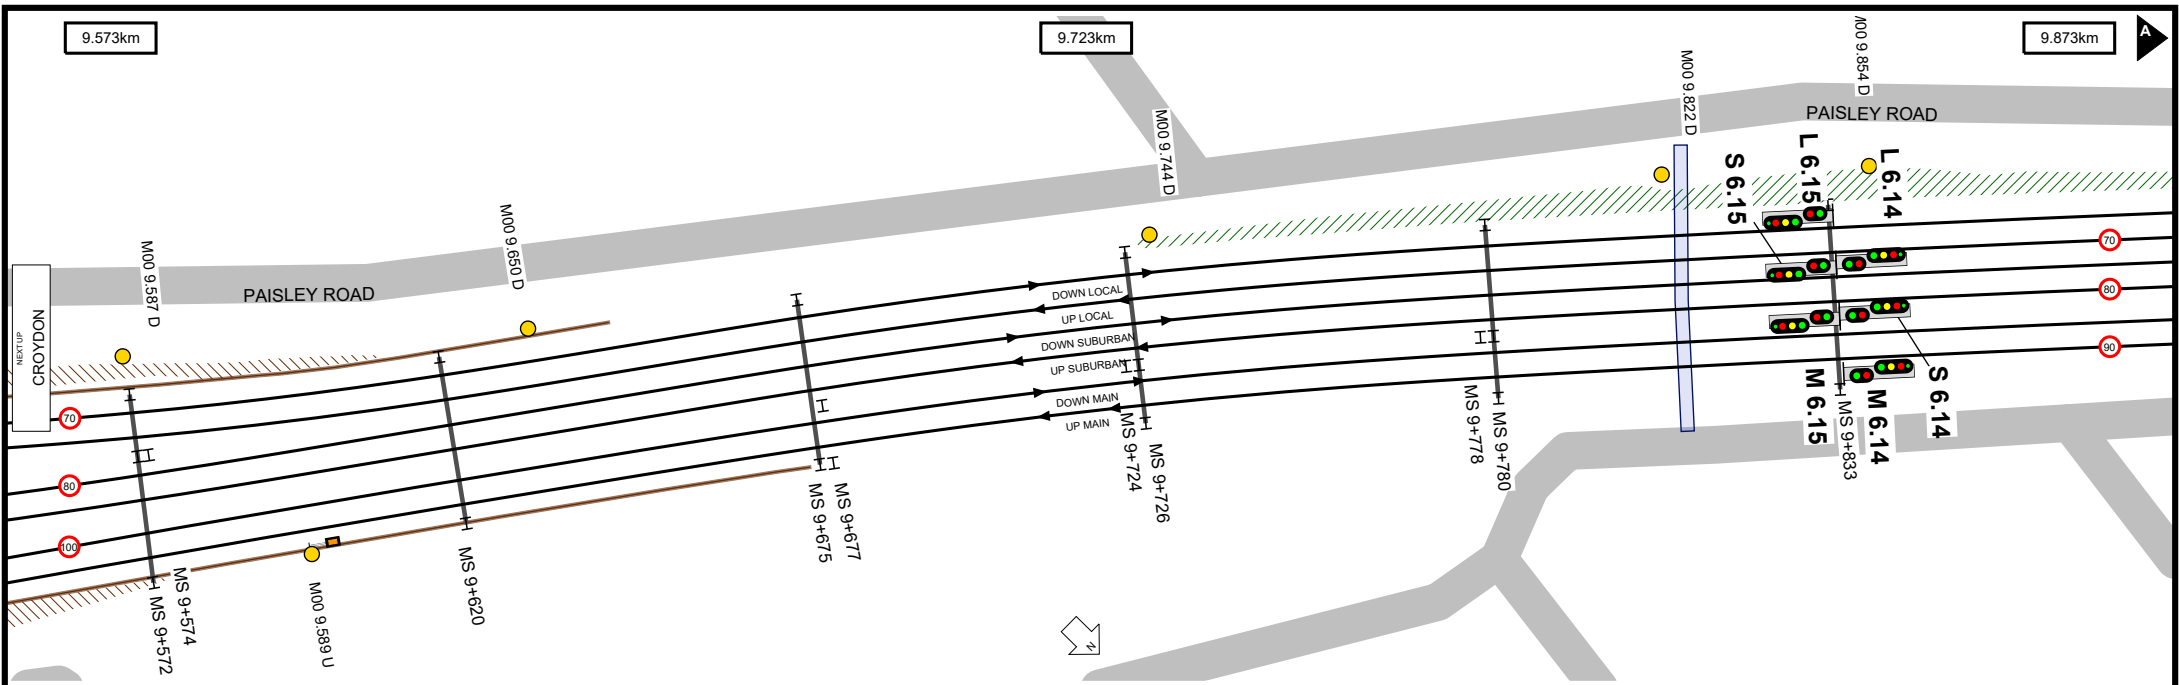 9.573km
9.723km
9.873km
A
M00 9.854 D
M00 9.822 D
PAISLEY ROAD
M00 9.744 D
L 6.15
L 6.14
S 6.15
M00 9.650 D
M00 9.587 D
PAISLEY ROAD
NEXT UP
CROYDON
70
80
90
DOWN LOCAL
UP LOCAL
DOWN SUBURBAN
UP SUBURBAN
DOWN MAIN
UP MAIN
70
80
100
M 6.15
M 6.14
S 6.14
MS 9+833
MS 9+778
MS 9+780
MS 9+724
MS 9+726
MS 9+675
MS 9+677
MS 9+620
MS 9+574
MS 9+572
M00 9.589 U
N